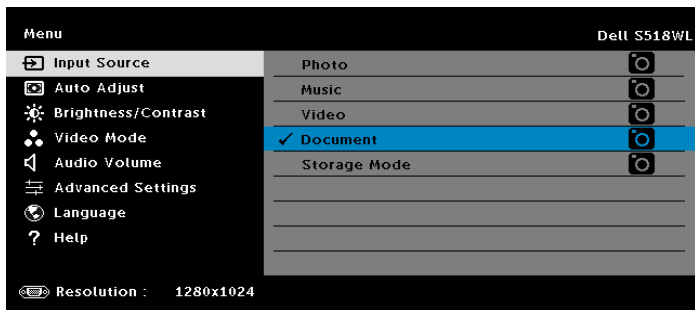 Menu
Dell S518WL
Input Source
Photo
Auto Adjust
Music
Brightness/Contrast
Video
Video Mode
Document
Audio Volume
Storage Mode
Advanced Settings
Language
Help
Resolution : 1280x1024